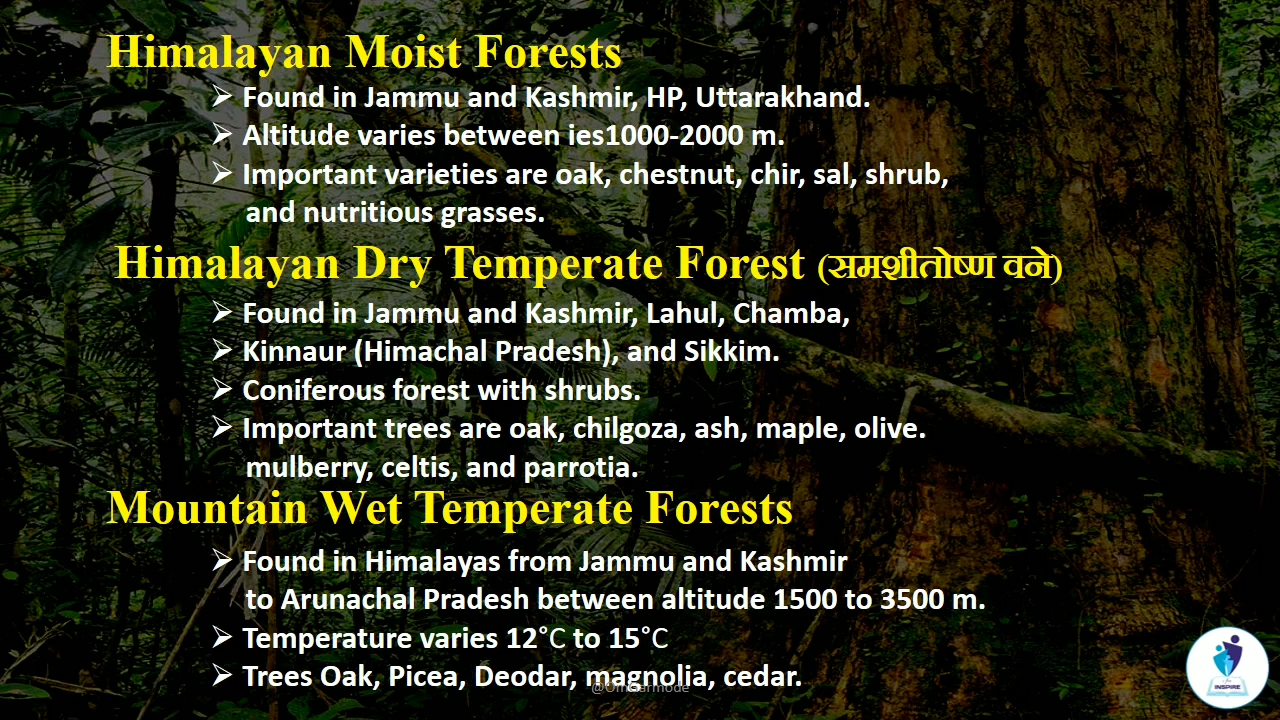 Himalayan Moist Forests
➢ Found in Jammu and Kashmir, HP, Uttarakhand.
➢ Altitude varies between ies1000-2000 m.
➢ Important varieties are oak, chestnut, chir, sal, shrub,
and nutritious grasses.
Himalayan Dry Temperate Forest (समशीतोष्ण वने)
➢ Found in Jammu and Kashmir, Lahul, Chamba,
➢ Kinnaur (Himachal Pradesh), and Sikkim.
➢ Coniferous forest with shrubs.
➢ Important trees are oak, chilgoza, ash, maple, olive.
mulberry, celtis, and parrotia.
Mountain Wet Temperate Forests
➢ Found in Himalayas from Jammu and Kashmir
to Arunachal Pradesh between altitude 1500 to 3500 m.
➢ Temperature varies 12°C to 15°C
➢ Trees Oak, Picea, Deodar, magnolia, cedar.
INSPIRE